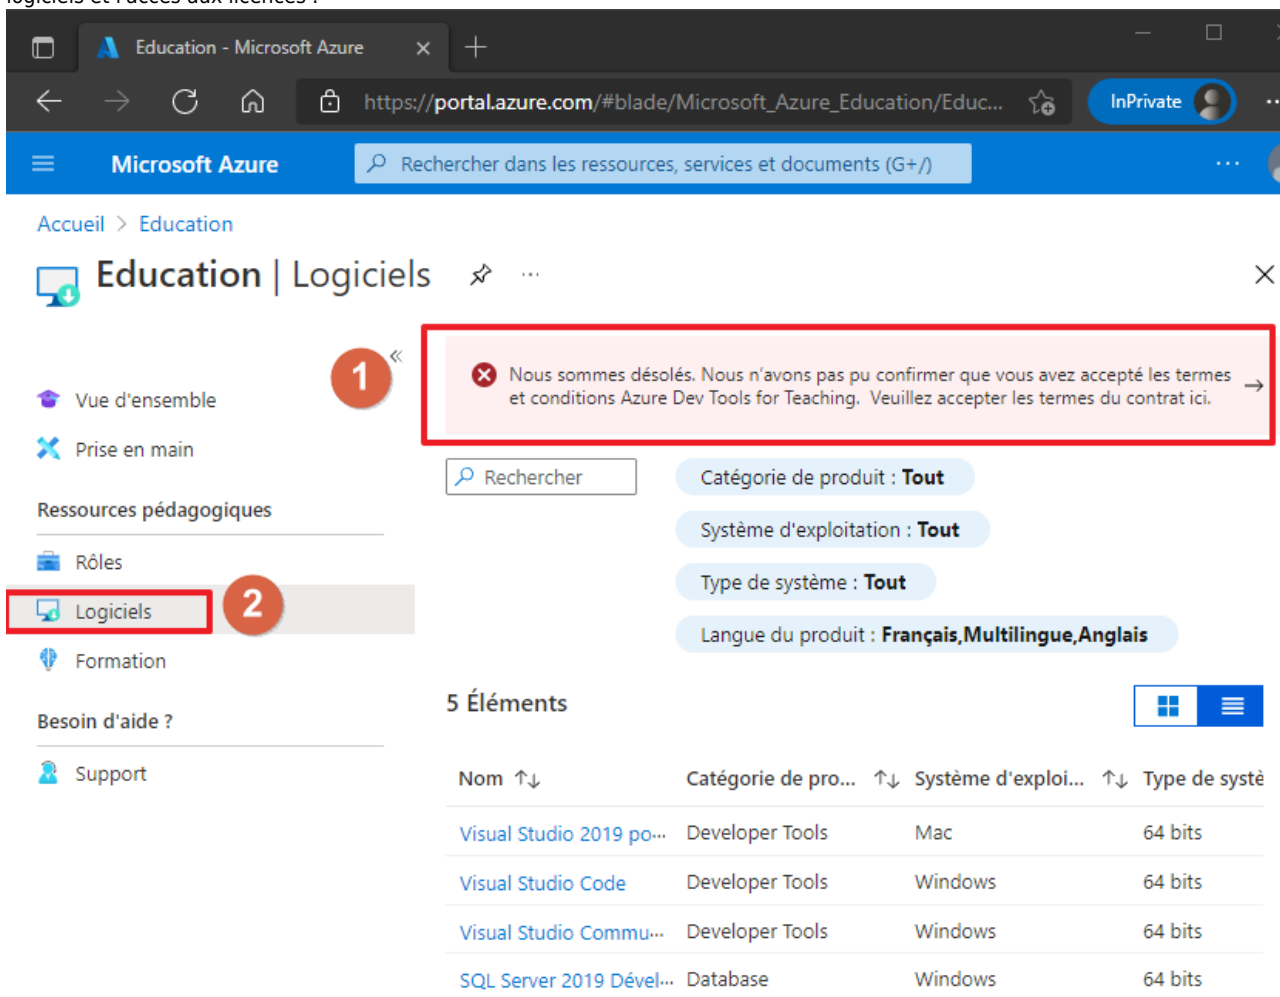 logiciels et l'accès aux licences :
Education - Microsoft Azure
https://portal.azure.com/#blade/Microsoft_Azure_Education/Educ...
InPrivate
Microsoft Azure
Rechercher dans les ressources, services et documents (G+/)
Accueil > Education
Education | Logiciels
1
Nous sommes désolés. Nous n'avons pas pu confirmer que vous avez accepté les termes
et conditions Azure Dev Tools for Teaching. Veuillez accepter les termes du contrat ici.
Vue d'ensemble
Prise en main
Ressources pédagogiques
Rôles
Logiciels
2
Formation
Besoin d'aide ?
Support
Rechercher
Catégorie de produit : Tout
Système d'exploitation : Tout
Type de système : Tout
Langue du produit : Français,Multilingue,Anglais
5 Éléments
Nom ↑↓ Catégorie de pro... ↑↓ Système d'exploi... ↑↓ Type de systè
Visual Studio 2019 po... Developer Tools Mac 64 bits
Visual Studio Code Developer Tools Windows 64 bits
Visual Studio Commu... Developer Tools Windows 64 bits
SQL Server 2019 Dével... Database Windows 64 bits